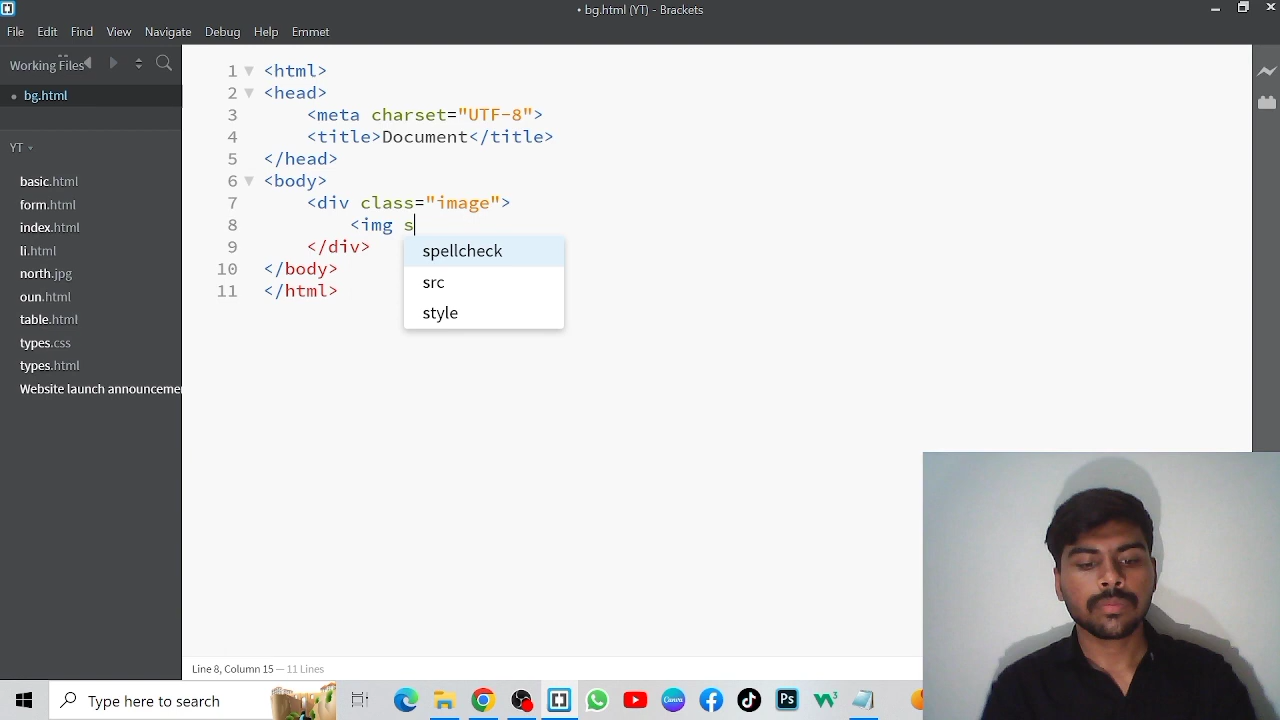 • bg.html (YT) - Brackets
File Edit Find View Navigate Debug Help Emmet
Working Files
• bg.html
YT
basic.html
form.html
index.html
li.html
north.jpg
oun.html
table.html
types.css
types.html
Website launch announceme
1 <html>
2 <head>
3 <meta charset="UTF-8">
4 <title>Document</title>
5 </head>
6 <body>
7 <div class="image">
8 <img s
9 </div>
10 </body>
11 </html>
spellcheck
src
style
Line 8, Column 15 — 11 Lines
Type here to search
Canva
Ps
W3